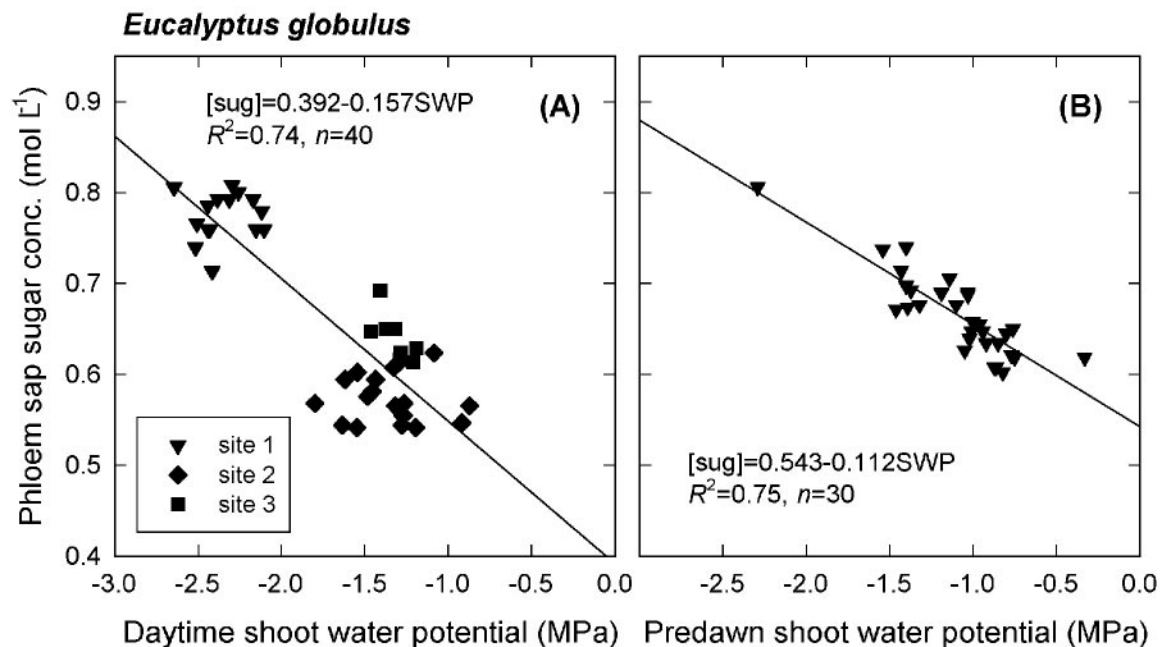 Eucalyptus globulus
[sug]=0.392-0.157SWP
R²=0.74, n=40
(A)
0.9
0.8
0.7
0.6
0.5
0.4
Phloem sap sugar conc. (mol L⁻¹)
site 1
site 2
site 3
-3.0 -2.5 -2.0 -1.5 -1.0 -0.5 0.0
Daytime shoot water potential (MPa)
(B)
[sug]=0.543-0.112SWP
R²=0.75, n=30
-2.5 -2.0 -1.5 -1.0 -0.5 0.0
Predawn shoot water potential (MPa)